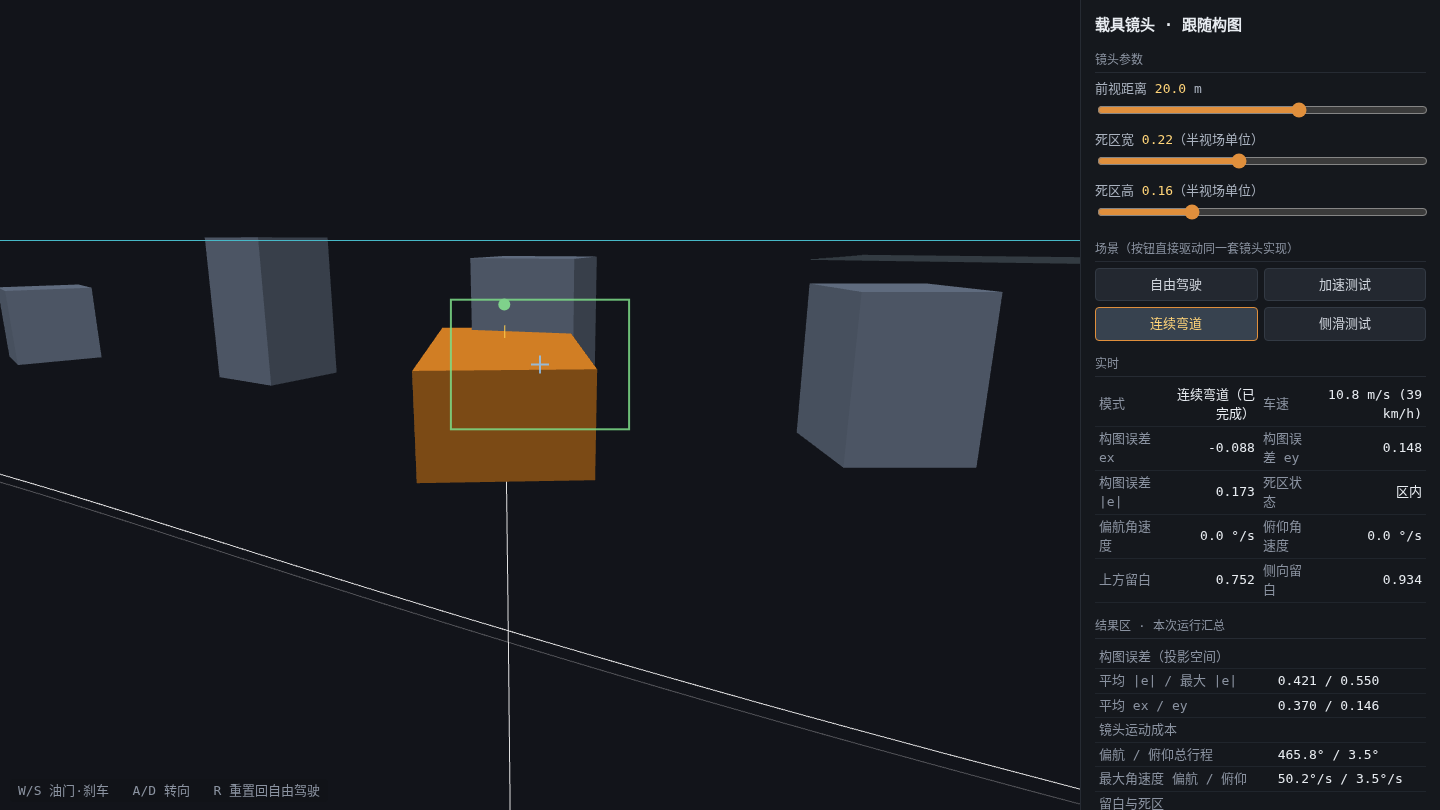 载具镜头 · 跟随构图
镜头参数
前视距离 20.0 m
死区宽 0.22（半视场单位）
死区高 0.16（半视场单位）
场景（按钮直接驱动同一套镜头实现）
自由驾驶 加速测试
连续弯道 侧滑测试
实时
模式 连续弯道（已完成） 车速 10.8 m/s (39 km/h)
构图误差 ex -0.088 构图误差 ey 0.148
构图误差 |e| 0.173 死区状态 区内
偏航角速度 0.0 °/s 俯仰角速度 0.0 °/s
上方留白 0.752 侧向留白 0.934
结果区 · 本次运行汇总
构图误差（投影空间）
平均 |e| / 最大 |e| 0.421 / 0.550
平均 ex / ey 0.370 / 0.146
镜头运动成本
偏航 / 俯仰总行程 465.8° / 3.5°
最大角速度 偏航 / 俯仰 50.2°/s / 3.5°/s
留白与死区
W/S 油门·刹车 A/D 转向 R 重置回自由驾驶